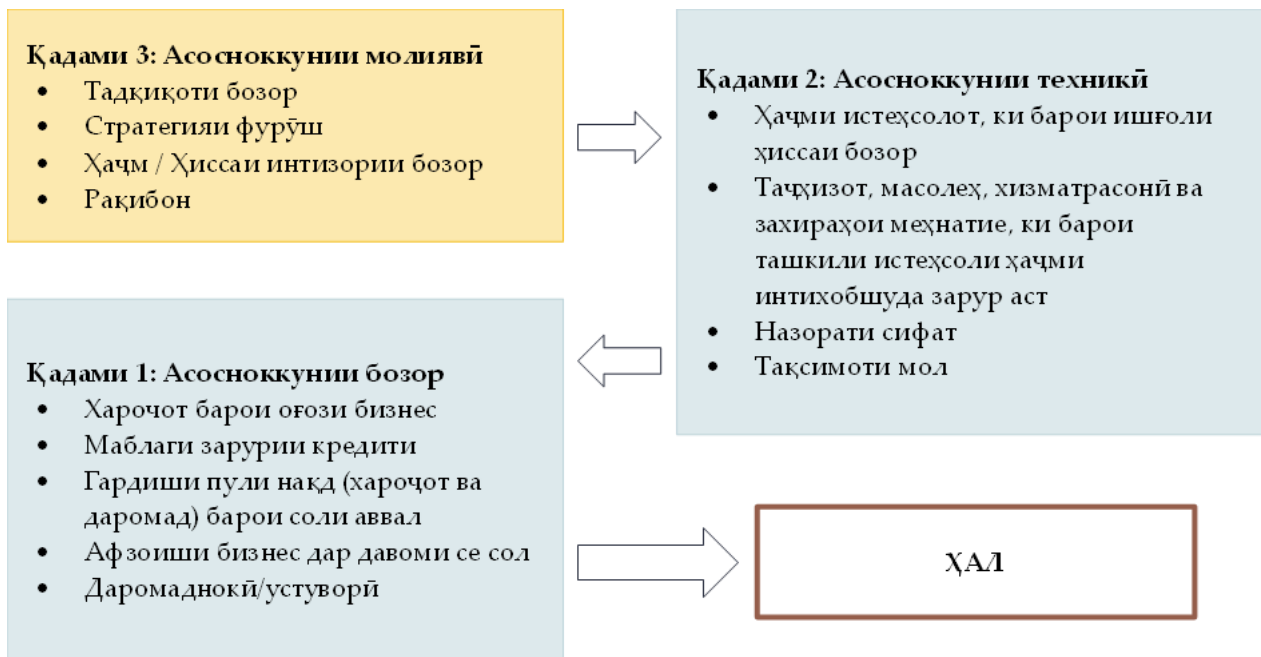 Қадами 3: Асосноккунии молиявӣ
• Тадқиқоти бозор
• Стратегияи фурӯш
• Ҳаҷм / Ҳиссаи интизории бозор
• Рақибон
Қадами 2: Асосноккунии техникӣ
• Ҳаҷми истеҳсолот, ки барои ишғоли
ҳиссаи бозор
• Таҷҳизот, масолеҳ, хизматрасонӣ ва
захираҳои меҳнатие, ки барои
ташкили истеҳсоли ҳаҷми
интихобшуда зарур аст
• Назорати сифат
• Тақсимоти мол
Қадами 1: Асосноккунии бозор
• Харочот барои оғози бизнес
• Маблаги зарурии кредити
• Гардиши пули нақд (хароҷот ва
даромад) барои соли аввал
• Афзоиши бизнес дар давоми се сол
• Даромаднокӣ/устуворӣ
ҲАЛ